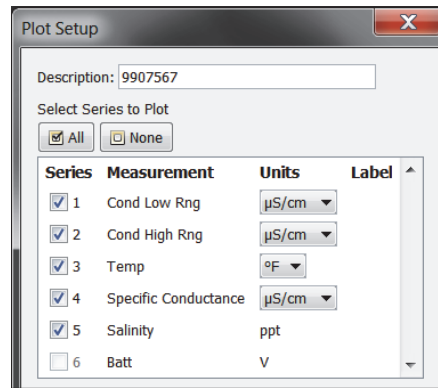 Plot Setup
Description: 9907567
Select Series to Plot
All None
Series Measurement Units Label
1 Cond Low Rng µS/cm
2 Cond High Rng µS/cm
3 Temp °F
4 Specific Conductance µS/cm
5 Salinity ppt
6 Batt V